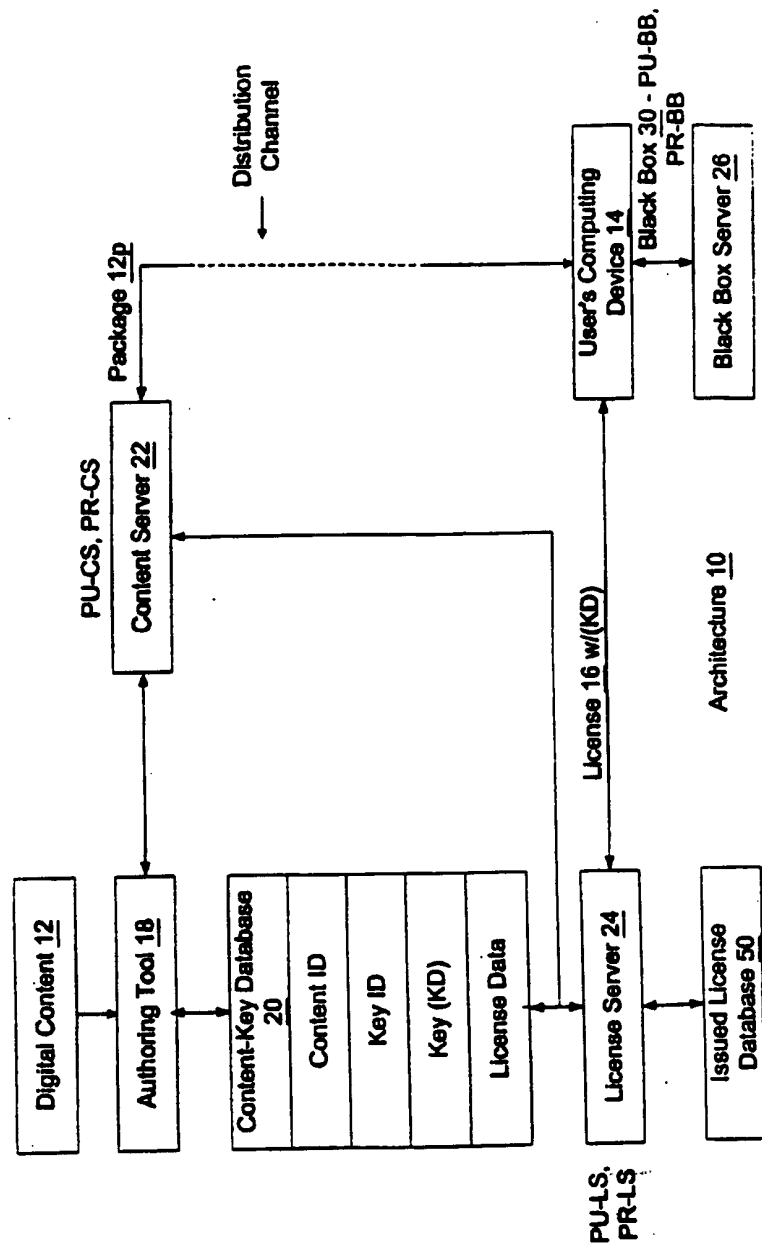 Digital Content 12
Authoring Tool 18
Content-Key Database
20
Content ID
Key ID
Key (KD)
License Data
PU-LS,
PR-LS
License Server 24
Issued License
Database 50
PU-CS, PR-CS
Content Server 22
Package 12p
Distribution
Channel
License 16 w/(KD)
User's Computing
Device 14
Black Box 30 - PU-BB,
PR-BB
Black Box Server 26
Architecture 10